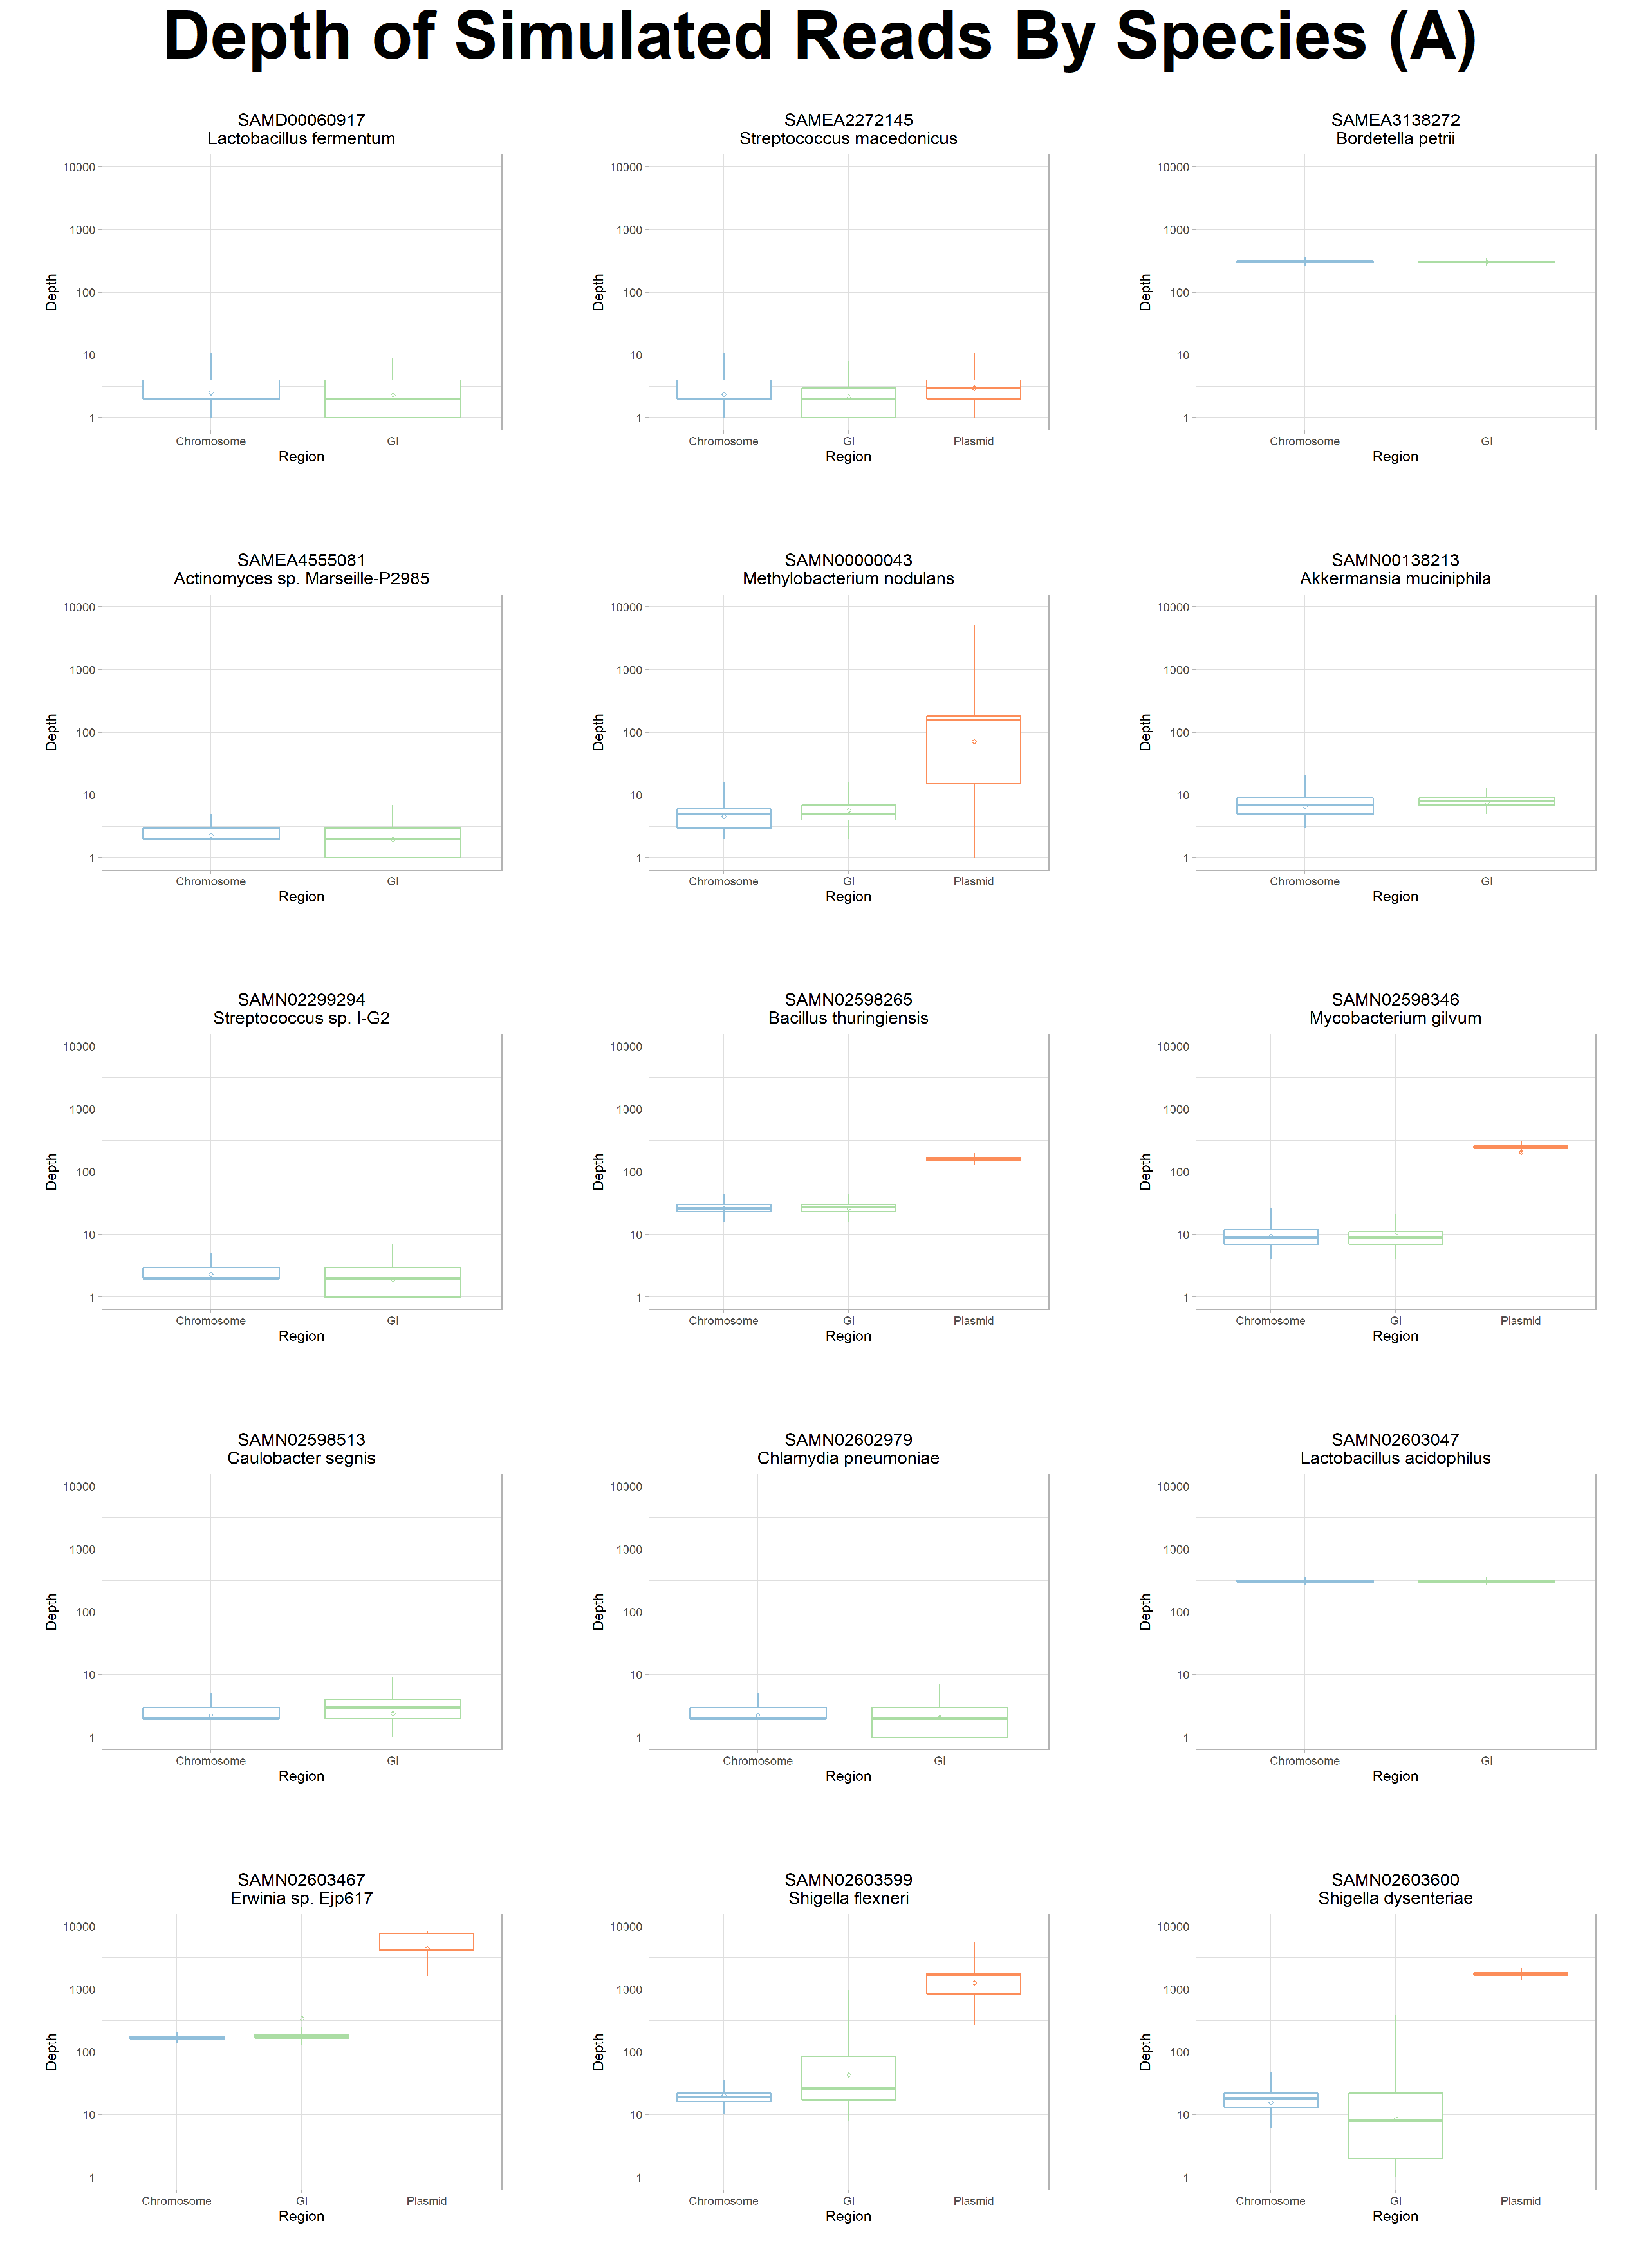 Depth of Simulated Reads By Species (A)
SAMD00060917
Lactobacillus fermentum
10000
1000
100
10
1
Depth
Chromosome
GI
Region
SAMEA2272145
Streptococcus macedonicus
10000
1000
100
10
1
Depth
Chromosome
GI
Plasmid
Region
SAMEA3138272
Bordetella petrii
10000
1000
100
10
1
Depth
Chromosome
GI
Region
SAMEA4555081
Actinomyces sp. Marseille-P2985
10000
1000
100
10
1
Depth
Chromosome
GI
Region
SAMN00000043
Methylobacterium nodulans
10000
1000
100
10
1
Depth
Chromosome
GI
Plasmid
Region
SAMN00138213
Akkermansia muciniphila
10000
1000
100
10
1
Depth
Chromosome
GI
Region
SAMN02299294
Streptococcus sp. I-G2
10000
1000
100
10
1
Depth
Chromosome
GI
Region
SAMN02598265
Bacillus thuringiensis
10000
1000
100
10
1
Depth
Chromosome
GI
Plasmid
Region
SAMN02598346
Mycobacterium gilvum
10000
1000
100
10
1
Depth
Chromosome
GI
Plasmid
Region
SAMN02598513
Caulobacter segnis
10000
1000
100
10
1
Depth
Chromosome
GI
Region
SAMN02602979
Chlamydia pneumoniae
10000
1000
100
10
1
Depth
Chromosome
GI
Region
SAMN02603047
Lactobacillus acidophilus
10000
1000
100
10
1
Depth
Chromosome
GI
Region
SAMN02603467
Erwinia sp. Ejp617
10000
1000
100
10
1
Depth
Chromosome
GI
Plasmid
Region
SAMN02603599
Shigella flexneri
10000
1000
100
10
1
Depth
Chromosome
GI
Plasmid
Region
SAMN02603600
Shigella dysenteriae
10000
1000
100
10
1
Depth
Chromosome
GI
Plasmid
Region